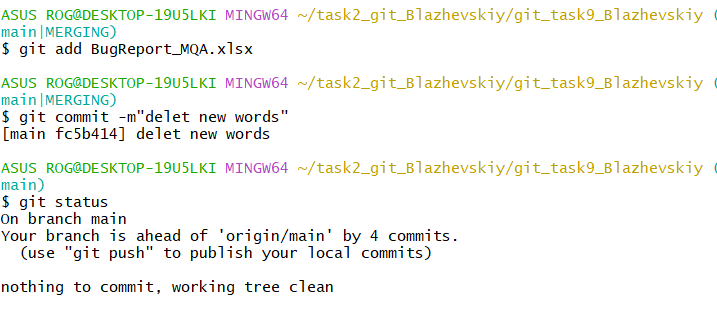 ASUS ROG@DESKTOP-19U5LKI MINGW64 ~/task2_git_Blazhevskiy/git_task9_Blazhevskiy (
main|MERGING)
$ git add BugReport_MQA.xlsx
ASUS ROG@DESKTOP-19U5LKI MINGW64 ~/task2_git_Blazhevskiy/git_task9_Blazhevskiy (
main|MERGING)
$ git commit -m"delet new words"
[main fc5b414] delet new words
ASUS ROG@DESKTOP-19U5LKI MINGW64 ~/task2_git_Blazhevskiy/git_task9_Blazhevskiy (
main)
$ git status
On branch main
Your branch is ahead of 'origin/main' by 4 commits.
  (use "git push" to publish your local commits)
nothing to commit, working tree clean